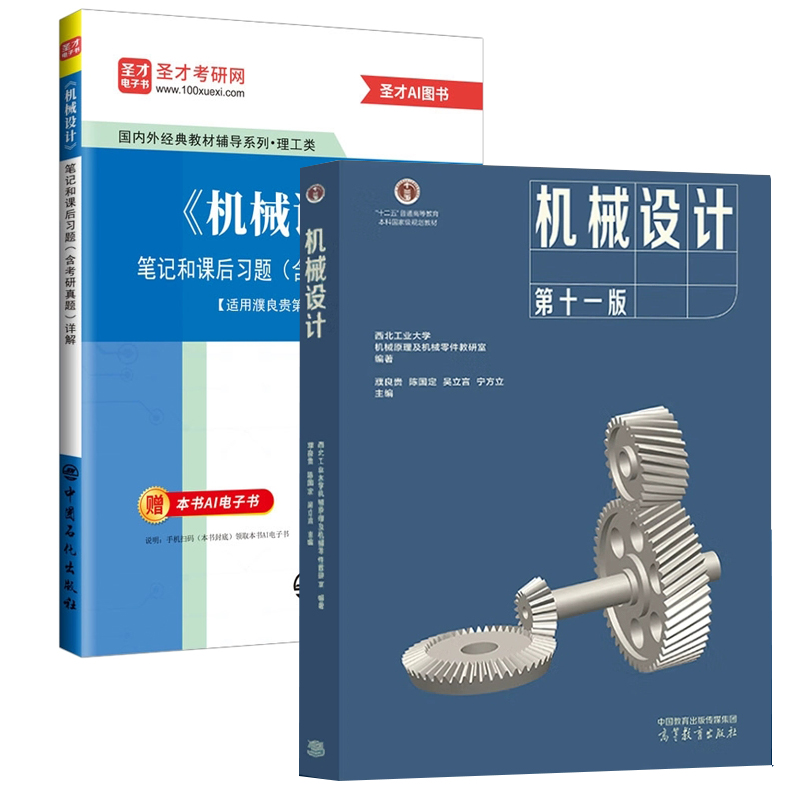 圣才
电子书
《机械设计》
笔记和课后习题（含考研真题）详解
中国石化出版社
圣才
电子书
圣才考研网
www.100xuexi.com
圣才AI图书
国内外经典教材辅导系列·理工类
《机械设
笔记和课后习题（含
【适用濮良贵第
赠
本书AI电子书
说明：手机扫码（本书封底）领取本书AI电子书
机械设计
西北工业大学机械原理及机械零件教研室 编著
濮良贵 陈国定 吴立言 主编
"十二五"普通高等教育
本科国家级规划教材
机械设计
第十一版
西北工业大学
机械原理及机械零件教研室
编著
濮良贵 陈国定 吴立言 宁方立
主编
中国教育出版传媒集团
高等教育出版社